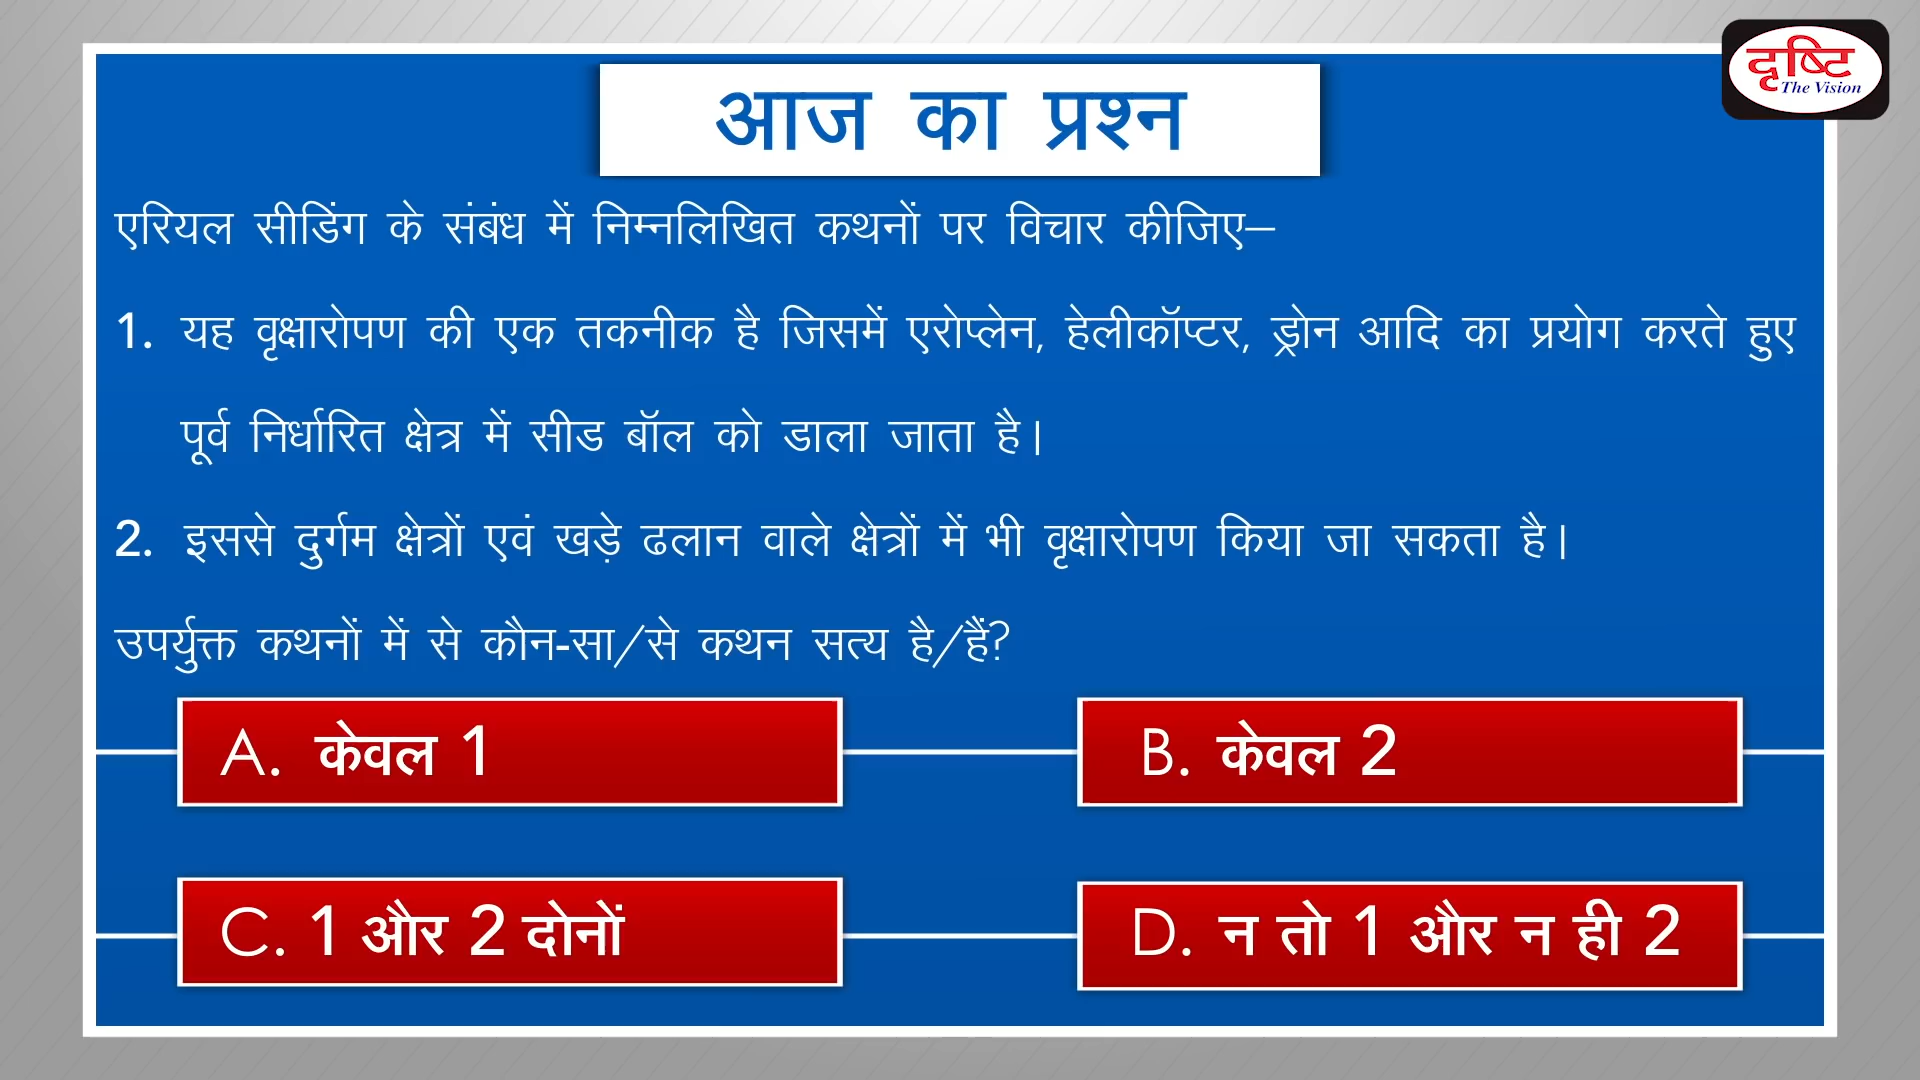 दृष्टि
The Vision
आज का प्रश्न
एरियल सीडिंग के संबंध में निम्नलिखित कथनों पर विचार कीजिए–
1. यह वृक्षारोपण की एक तकनीक है जिसमें एरोप्लेन, हेलीकॉप्टर, ड्रोन आदि का प्रयोग करते हुए
पूर्व निर्धारित क्षेत्र में सीड बॉल को डाला जाता है।
2. इससे दुर्गम क्षेत्रों एवं खड़े ढलान वाले क्षेत्रों में भी वृक्षारोपण किया जा सकता है।
उपर्युक्त कथनों में से कौन-सा/से कथन सत्य है/हैं?
A. केवल 1
B. केवल 2
C. 1 और 2 दोनों
D. न तो 1 और न ही 2